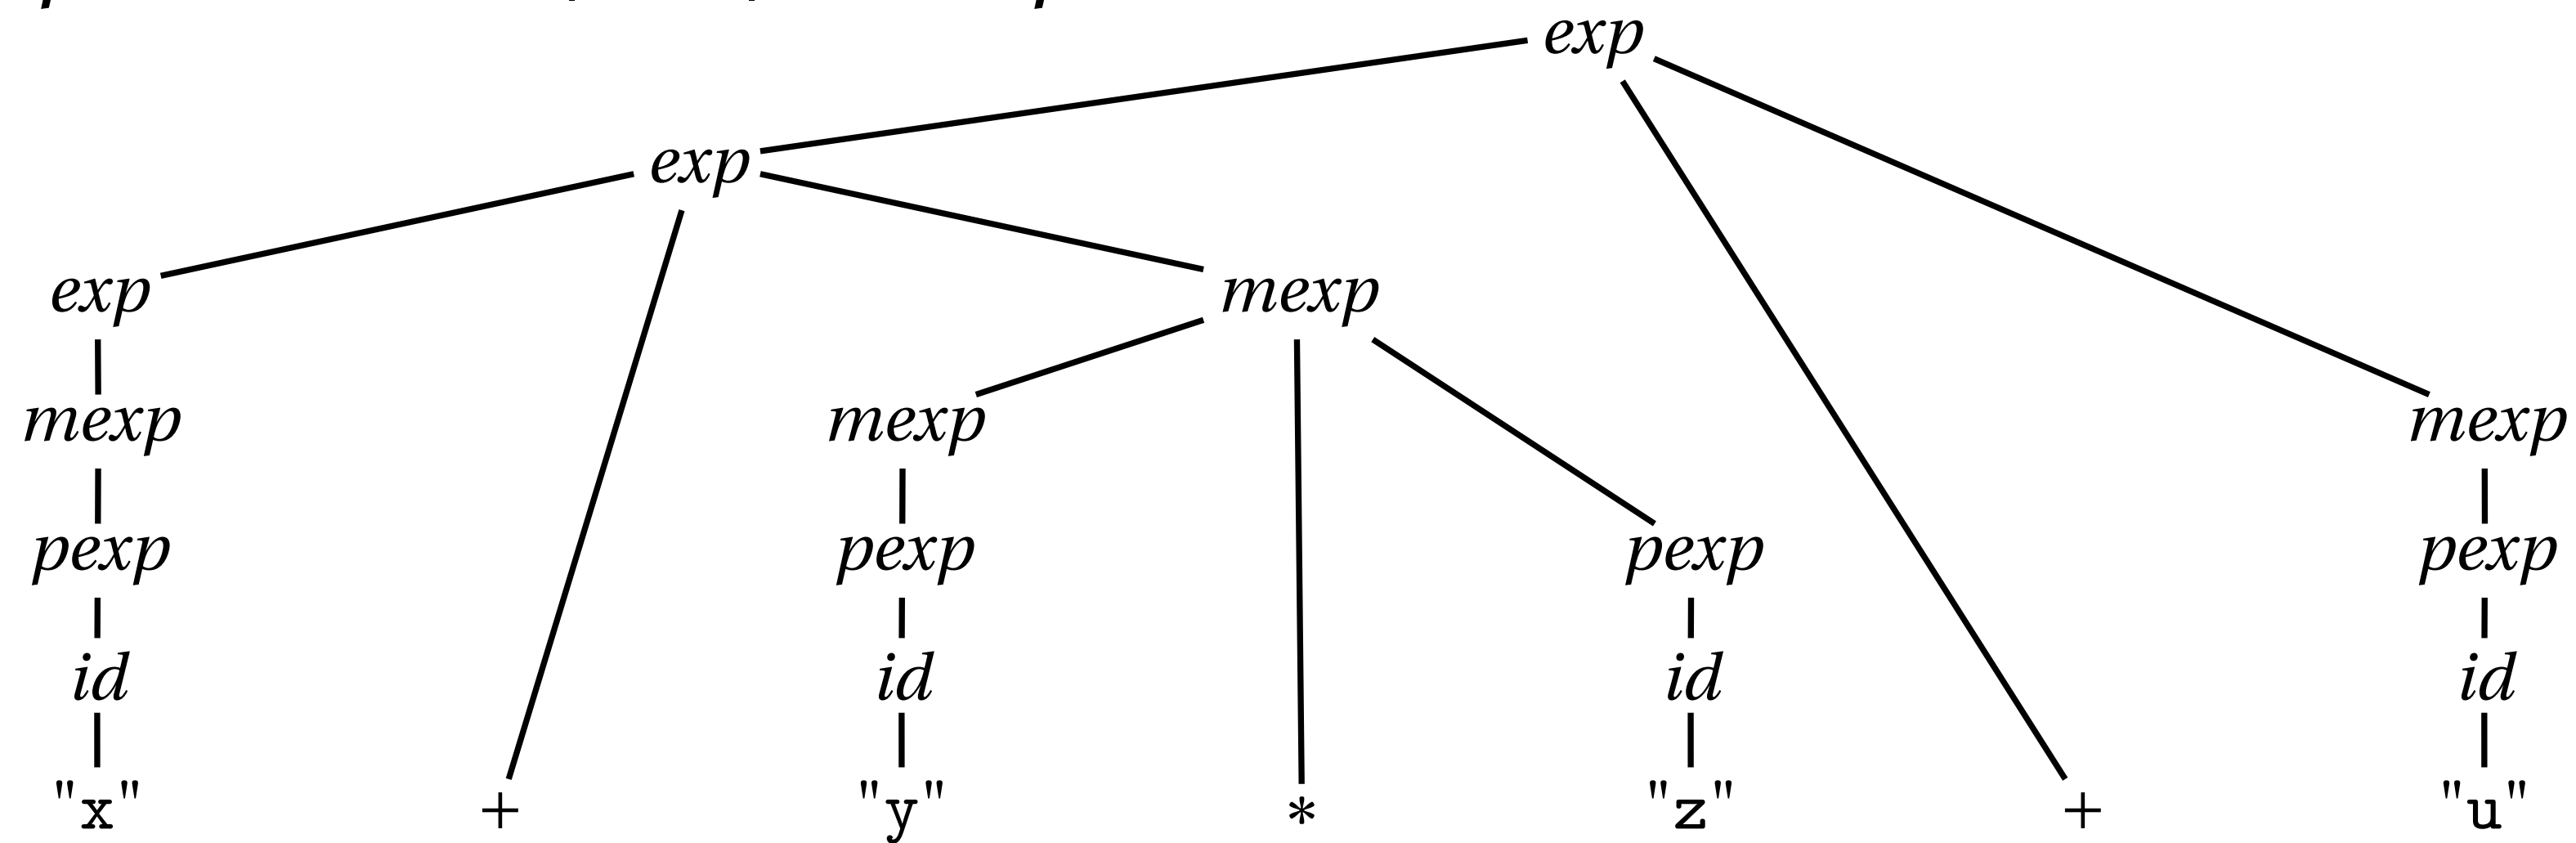 exp
exp
exp mexp
mexp mexp mexp
pexp pexp pexp pexp
id id id id
"x" + "y" * "z" + "u"